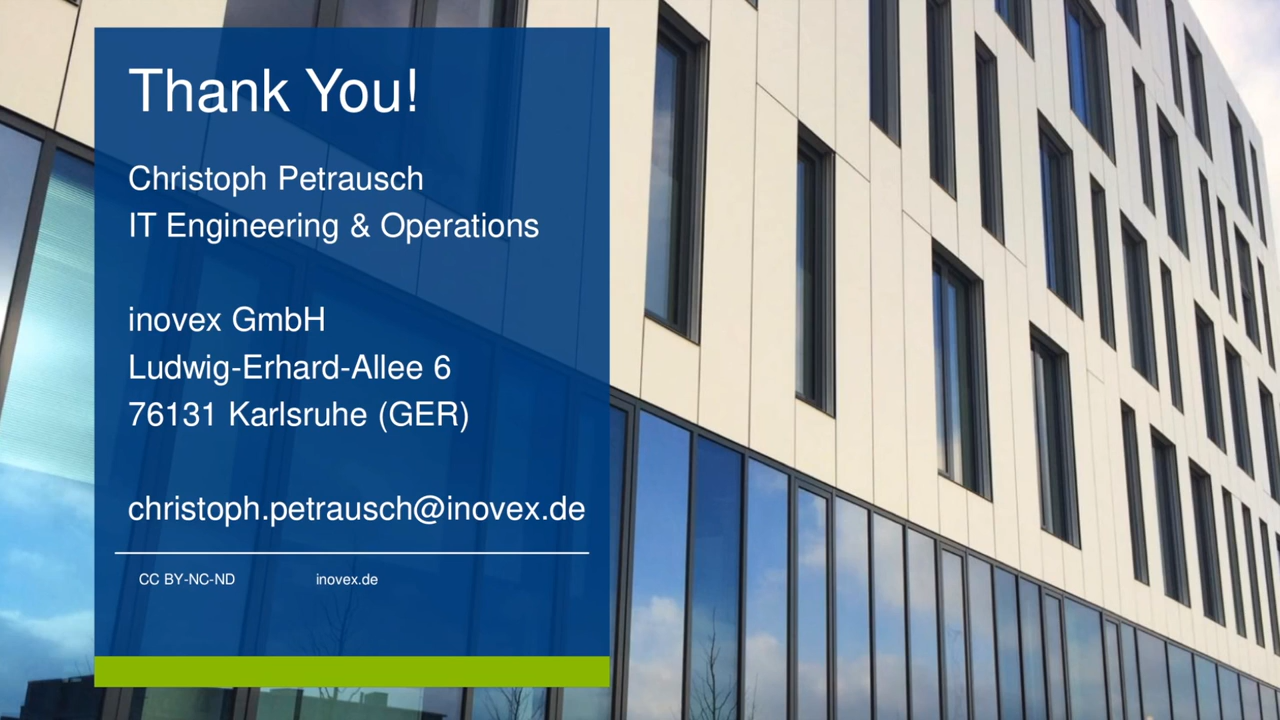 Thank You!
Christoph Petrausch
IT Engineering & Operations
inovex GmbH
Ludwig-Erhard-Allee 6
76131 Karlsruhe (GER)
christoph.petrausch@inovex.de
CC BY-NC-ND inovex.de